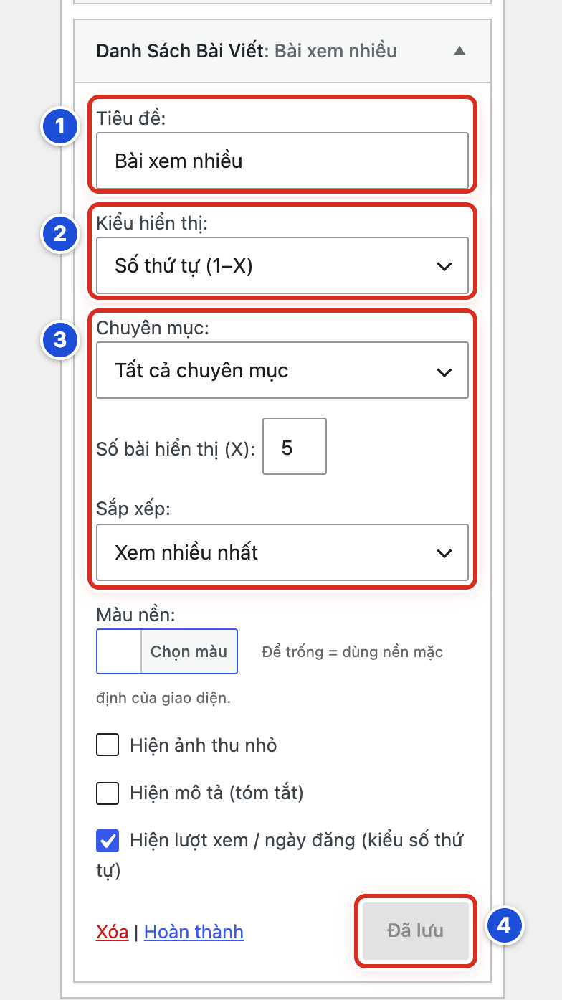 Danh Sách Bài Viết: Bài xem nhiều
1
Tiêu đề:
Bài xem nhiều
2
Kiểu hiển thị:
Số thứ tự (1–X)
3
Chuyên mục:
Tất cả chuyên mục
Số bài hiển thị (X): 5
Sắp xếp:
Xem nhiều nhất
Màu nền:
Chọn màu Để trống = dùng nền mặc
định của giao diện.
Hiện ảnh thu nhỏ
Hiện mô tả (tóm tắt)
Hiện lượt xem / ngày đăng (kiểu số thứ
tự)
Xóa | Hoàn thành Đã lưu 4